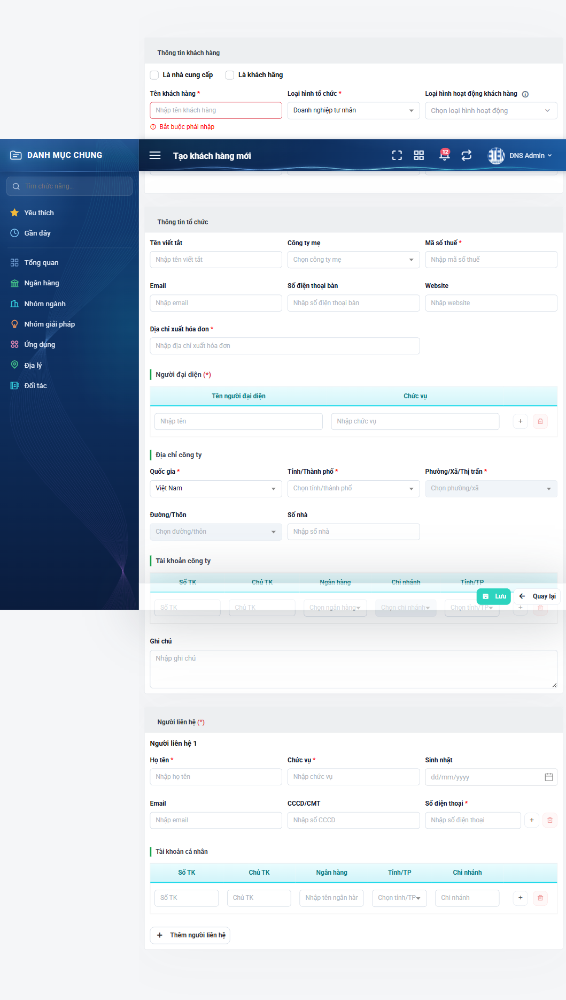 Thông tin khách hàng
Là nhà cung cấp
Là khách hãng
Tên khách hàng *
Loại hình tổ chức *
Loại hình hoạt động khách hàng
Nhập tên khách hàng
Doanh nghiệp tư nhân
Chọn loại hình hoạt động
Bắt buộc phải nhập
DANH MỤC CHUNG
Tạo khách hàng mới
12
DNS Admin
Tìm chức năng...
Yêu thích
Gần đây
Tổng quan
Ngân hàng
Nhóm ngành
Nhóm giải pháp
Ứng dụng
Địa lý
Đối tác
Thông tin tổ chức
Tên viết tắt
Công ty mẹ
Mã số thuế *
Nhập tên viết tắt
Chọn công ty mẹ
Nhập mã số thuế
Email
Số điện thoại bàn
Website
Nhập email
Nhập số điện thoại bàn
Nhập website
Địa chỉ xuất hóa đơn *
Nhập địa chỉ xuất hóa đơn
Người đại diện (*)
Tên người đại diện
Chức vụ
Nhập tên
Nhập chức vụ
Địa chỉ công ty
Quốc gia *
Tỉnh/Thành phố *
Phường/Xã/Thị trấn *
Việt Nam
Chọn tỉnh/thành phố
Chọn phường/xã
Đường/Thôn
Số nhà
Chọn đường/thôn
Nhập số nhà
Tài khoản công ty
Số TK
Chủ TK
Ngân hàng
Chi nhánh
Tỉnh/TP
Lưu
Quay lại
Số TK
Chủ TK
Chọn ngân hàng
Chọn chi nhánh
Chọn tỉnh/TP
Ghi chú
Nhập ghi chú
Người liên hệ (*)
Người liên hệ 1
Họ tên *
Chức vụ *
Sinh nhật
Nhập họ tên
Nhập chức vụ
dd/mm/yyyy
Email
CCCD/CMT
Số điện thoại *
Nhập email
Nhập số CCCD
Nhập số điện thoại
Tài khoản cá nhân
Số TK
Chủ TK
Ngân hàng
Tỉnh/TP
Chi nhánh
Số TK
Chủ TK
Nhập tên ngân hàr
Chọn tỉnh/TP
Chi nhánh
Thêm người liên hệ